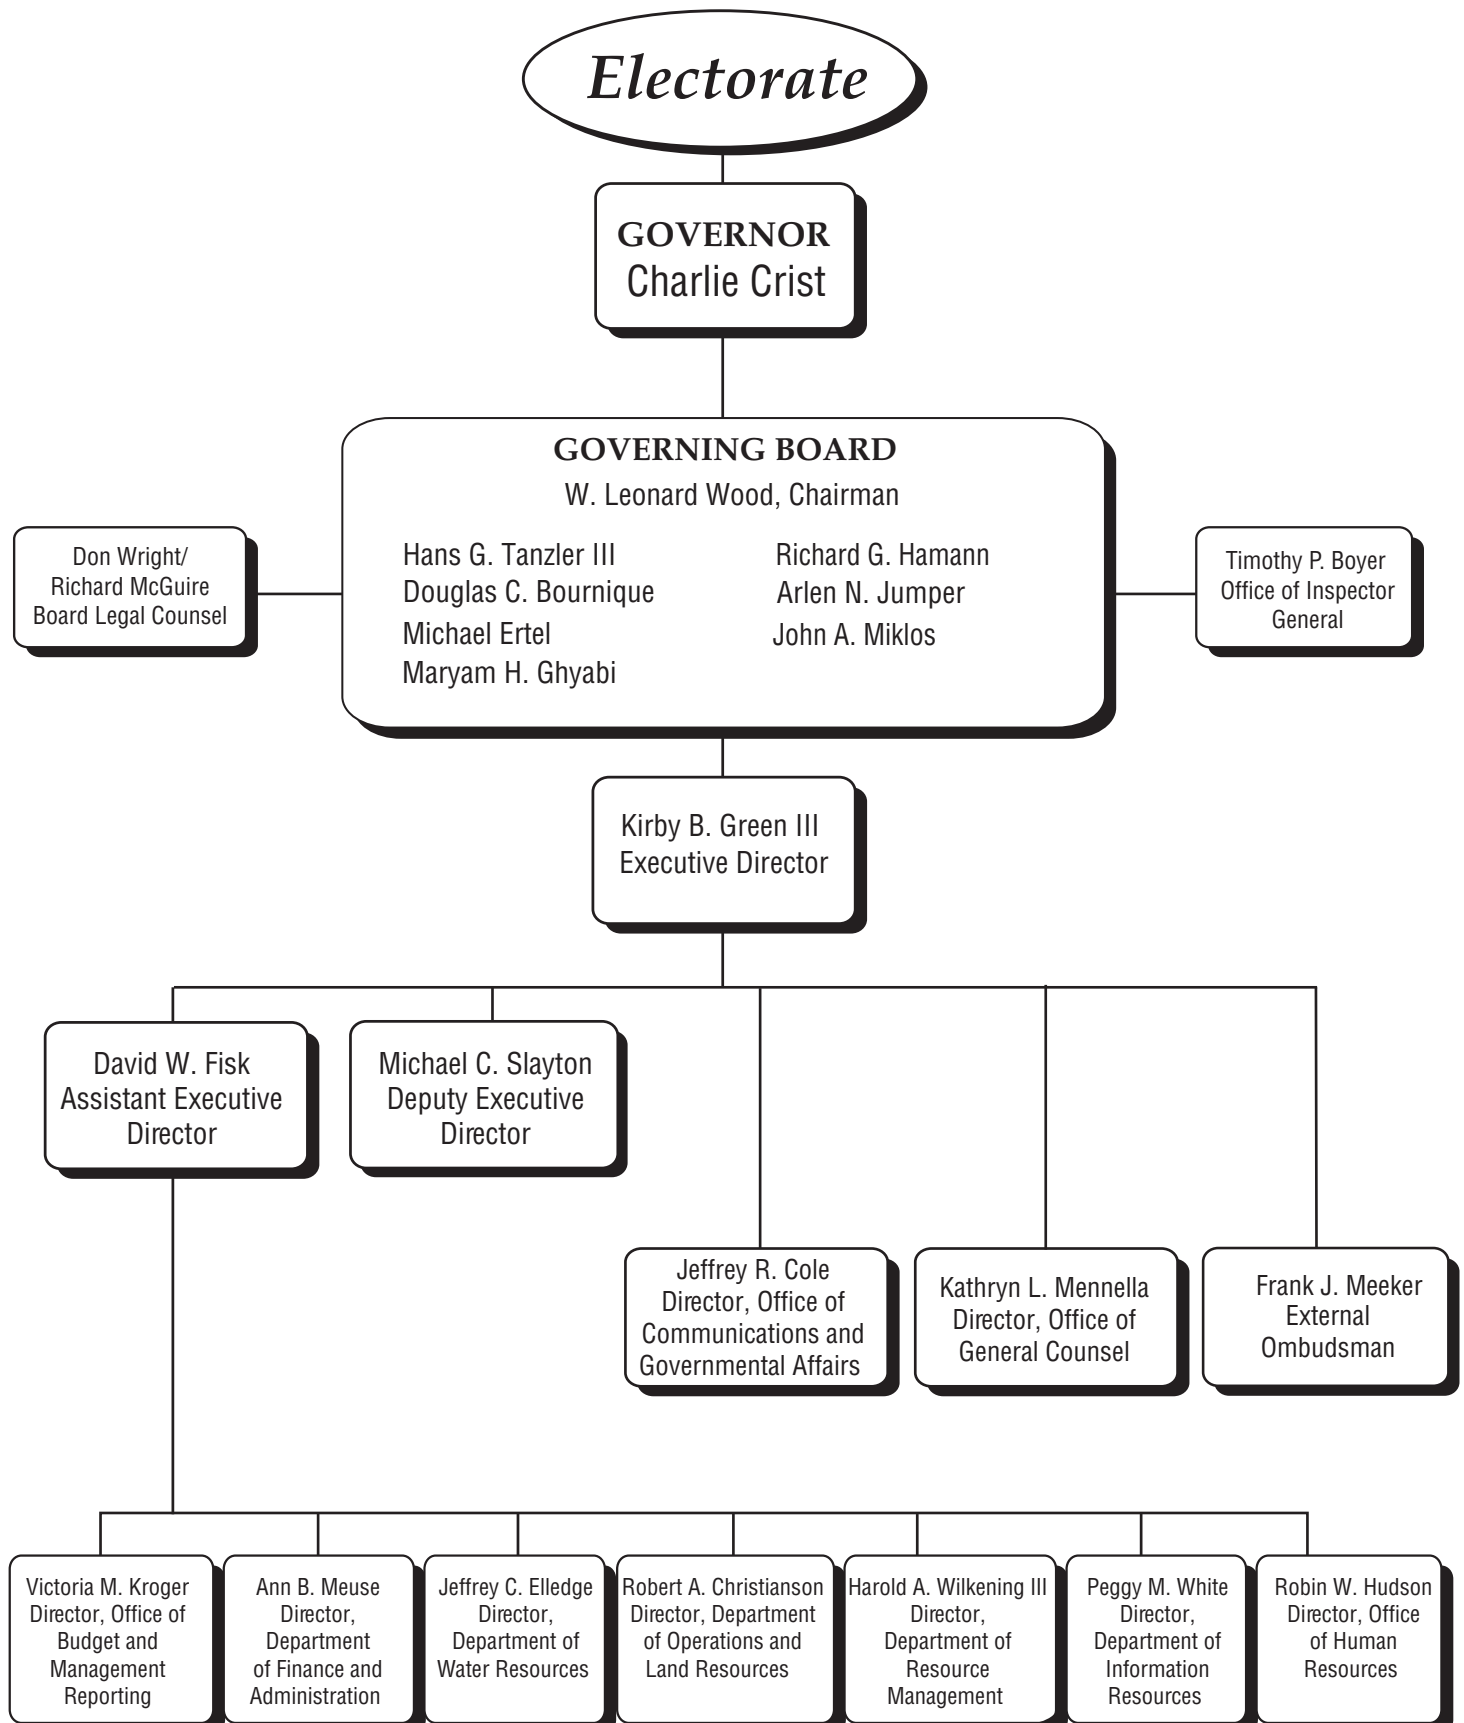 Electorate
GOVERNOR
Charlie Crist
GOVERNING BOARD
W. Leonard Wood, Chairman
Hans G. Tanzler III
Douglas C. Bournique
Michael Ertel
Maryam H. Ghyabi
Richard G. Hamann
Arlen N. Jumper
John A. Miklos
Don Wright/
Richard McGuire
Board Legal Counsel
Timothy P. Boyer
Office of Inspector
General
Kirby B. Green III
Executive Director
David W. Fisk
Assistant Executive
Director
Michael C. Slayton
Deputy Executive
Director
Jeffrey R. Cole
Director, Office of
Communications and
Governmental Affairs
Kathryn L. Mennella
Director, Office of
General Counsel
Frank J. Meeker
External
Ombudsman
Victoria M. Kroger
Director, Office of
Budget and
Management
Reporting
Ann B. Meuse
Director,
Department
of Finance and
Administration
Jeffrey C. Elledge
Director,
Department of
Water Resources
Robert A. Christianson
Director, Department
of Operations and
Land Resources
Harold A. Wilkening III
Director,
Department of
Resource
Management
Peggy M. White
Director,
Department of
Information
Resources
Robin W. Hudson
Director, Office
of Human
Resources